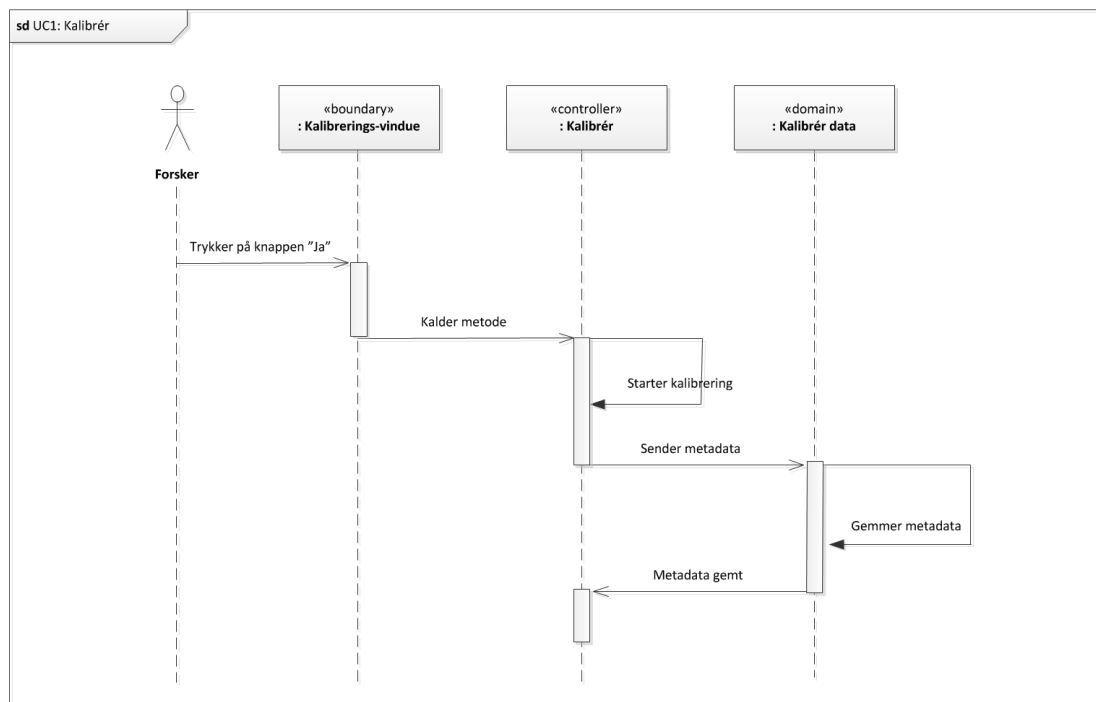 sd UC1: Kalibrér
«boundary»
: Kalibrerings-vindue
«controller»
: Kalibrér
«domain»
: Kalibrér data
Forsker
Trykker på knappen ”Ja”
Kalder metode
Starter kalibrering
Sender metadata
Gemmer metadata
Metadata gemt